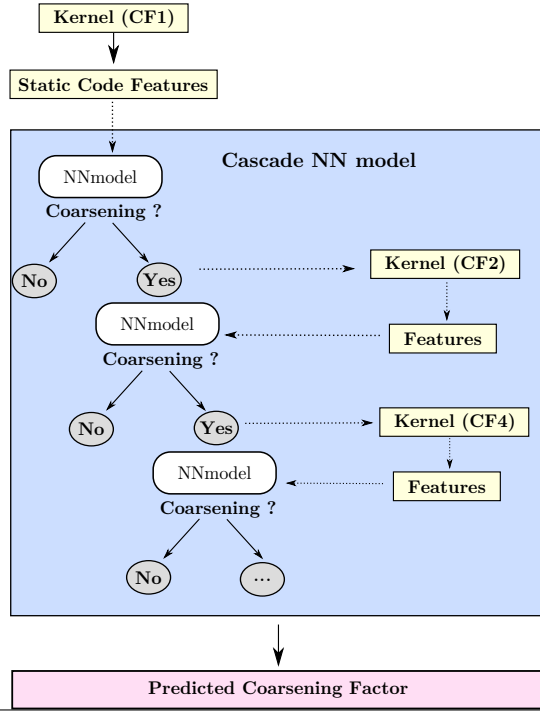 Kernel (CF1)
Static Code Features
Cascade NN model
NNmodel
Coarsening ?
No
Yes
Kernel (CF2)
NNmodel
Features
Coarsening ?
No
Yes
Kernel (CF4)
NNmodel
Features
Coarsening ?
No
...
Predicted Coarsening Factor